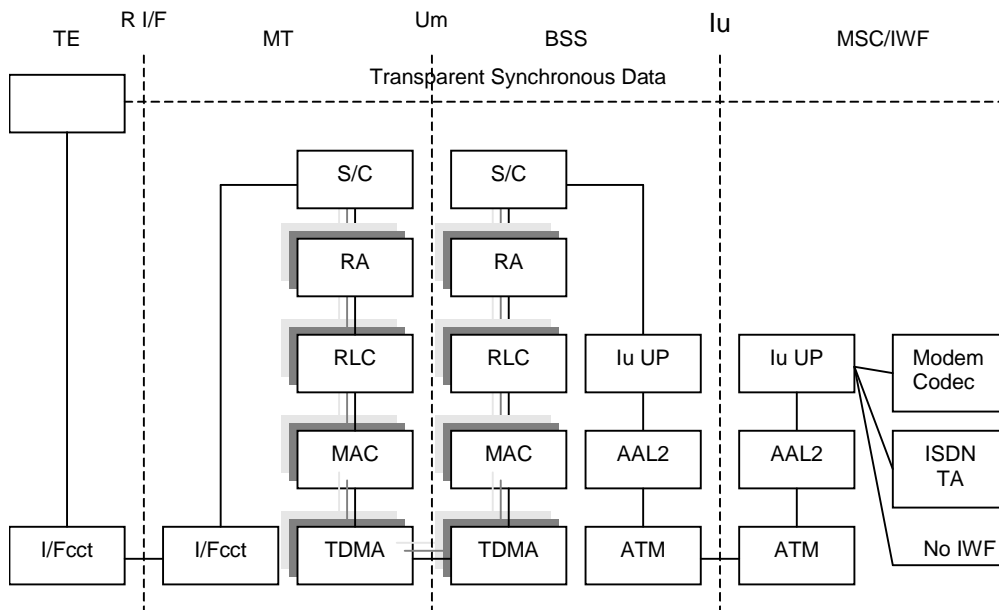 R I/F Um Iu
TE MT BSS MSC/IWF
Transparent Synchronous Data
S/C S/C
RA RA
RLC RLC Iu UP Iu UP Modem
Codec
MAC MAC AAL2 AAL2 ISDN
TA
I/Fcct I/Fcct TDMA TDMA ATM ATM No IWF